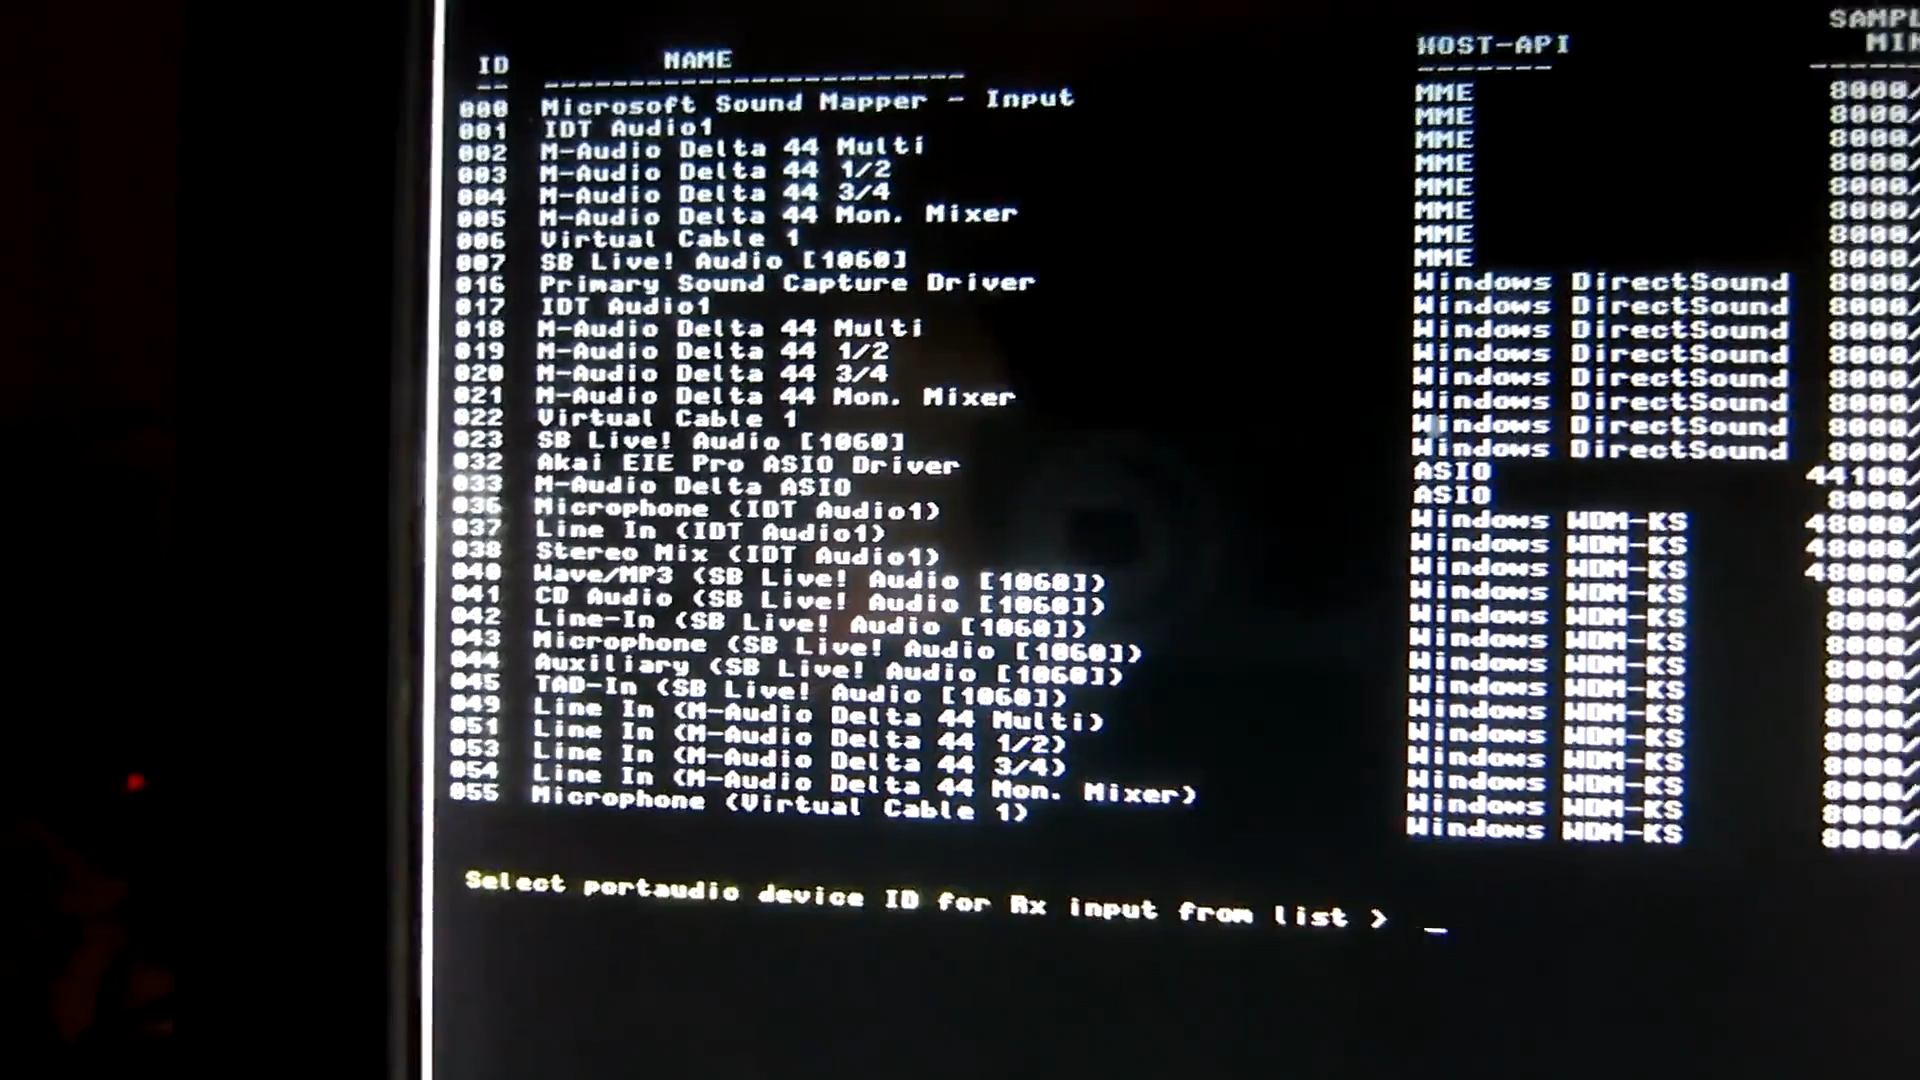 SAMPL
ID NAME HOST-API MIN
000 Microsoft Sound Mapper - Input MME 8000/
001 IDT Audio1 MME 8000/
002 M-Audio Delta 44 Multi MME 8000/
003 M-Audio Delta 44 1/2 MME 8000/
004 M-Audio Delta 44 3/4 MME 8000/
005 M-Audio Delta 44 Mon. Mixer MME 8000/
006 Virtual Cable 1 MME 8000/
007 SB Live! Audio [1060] MME 8000/
016 Primary Sound Capture Driver Windows DirectSound 8000/
017 IDT Audio1 Windows DirectSound 8000/
018 M-Audio Delta 44 Multi Windows DirectSound 8000/
019 M-Audio Delta 44 1/2 Windows DirectSound 8000/
020 M-Audio Delta 44 3/4 Windows DirectSound 8000/
021 M-Audio Delta 44 Mon. Mixer Windows DirectSound 8000/
022 Virtual Cable 1 Windows DirectSound 8000/
023 SB Live! Audio [1060] Windows DirectSound 8000/
032 Akai EIE Pro ASIO Driver ASIO 44100/
033 M-Audio Delta ASIO ASIO 8000/
036 Microphone (IDT Audio1) Windows WDM-KS 48000/
037 Line In (IDT Audio1) Windows WDM-KS 48000/
038 Stereo Mix (IDT Audio1) Windows WDM-KS 48000/
040 Wave/MP3 (SB Live! Audio [1060]) Windows WDM-KS 8000/
041 CD Audio (SB Live! Audio [1060]) Windows WDM-KS 8000/
042 Line-In (SB Live! Audio [1060]) Windows WDM-KS 8000/
043 Microphone (SB Live! Audio [1060]) Windows WDM-KS 8000/
044 Auxiliary (SB Live! Audio [1060]) Windows WDM-KS 8000/
045 TAD-In (SB Live! Audio [1060]) Windows WDM-KS 8000/
049 Line In (M-Audio Delta 44 Multi) Windows WDM-KS 8000/
051 Line In (M-Audio Delta 44 1/2) Windows WDM-KS 8000/
053 Line In (M-Audio Delta 44 3/4) Windows WDM-KS 8000/
054 Line In (M-Audio Delta 44 Mon. Mixer) Windows WDM-KS 8000/
055 Microphone (Virtual Cable 1) Windows WDM-KS 8000/
Select portaudio device ID for Rx input from list > _